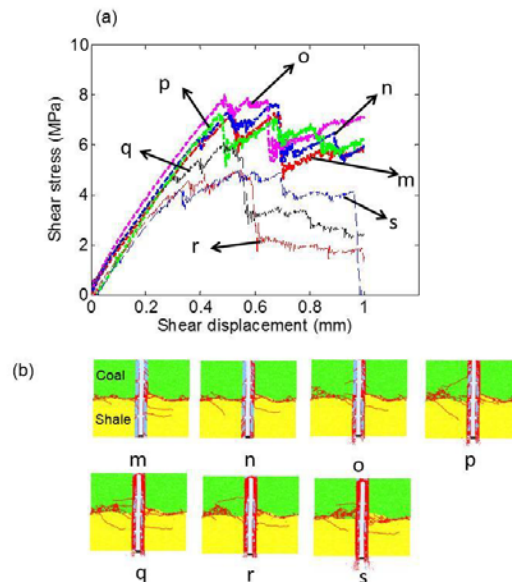 (a)
10
8
6
4
2
0
Shear stress (MPa)
0
0.2
0.4
0.6
0.8
1
Shear displacement (mm)
o
p
n
q
m
s
r
(b)
Coal
Shale
m n o p
q r s